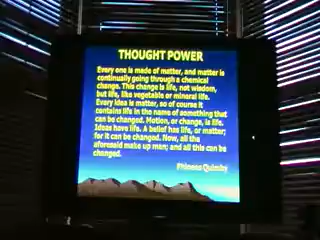 THOUGHT POWER
Every one is made of matter, and matter is
continually going through a chemical
change. This change is life, not wisdom,
but life, like vegetable or mineral life.
Every idea is matter, so of course it
contains life in the name of something that
can be changed. Motion, or change, is life.
Ideas have life. A belief has life, or matter;
for it can be changed. Now, all the
aforesaid make up man; and all this can be
changed.
Phineas Quimby